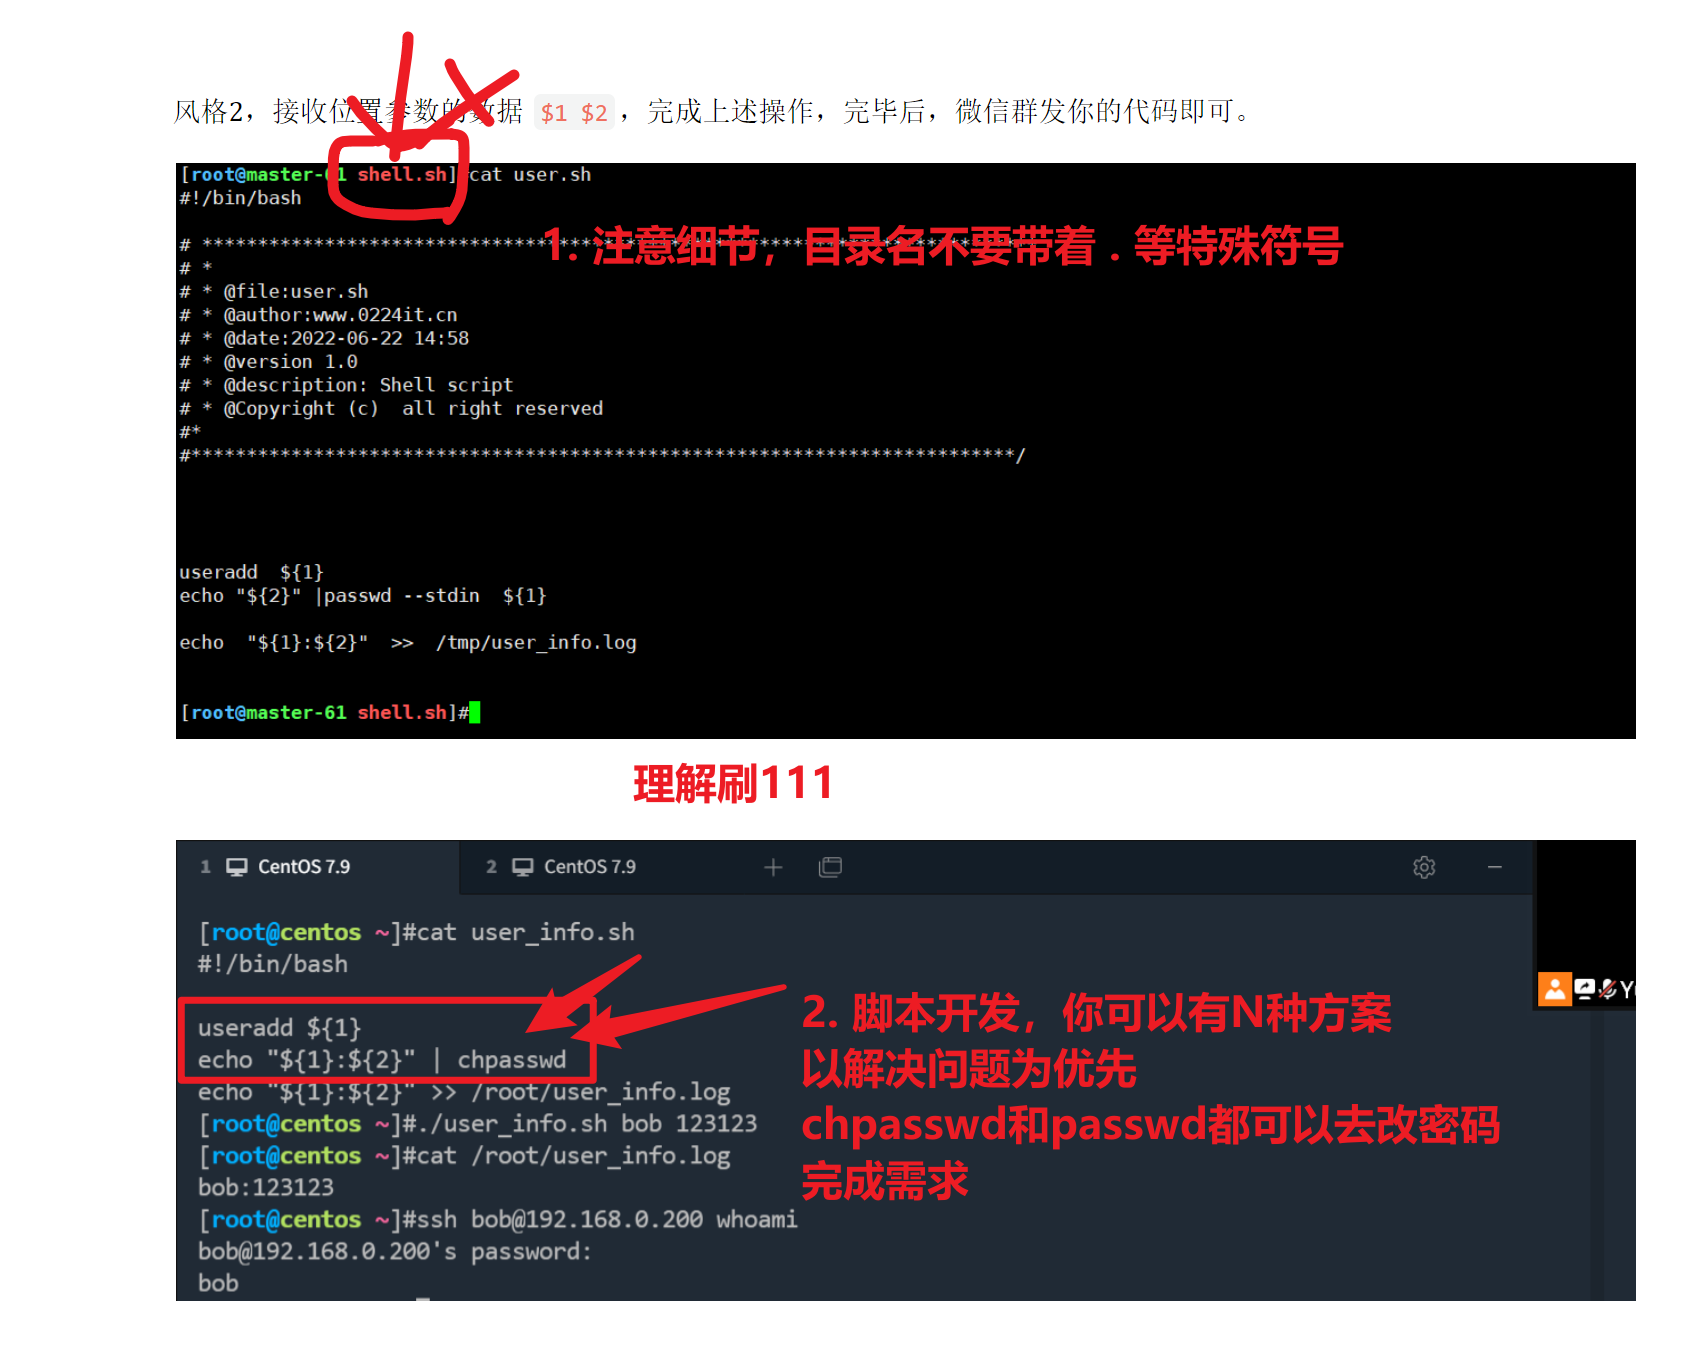 风格2，接收位置参数的数据 $1 $2 ，完成上述操作，完毕后，微信群发你的代码即可。
[root@master-61 shell.sh]#cat user.sh
#!/bin/bash
# ***************************************************************************
1. 注意细节，目录名不要带着 . 等特殊符号
# *
# * @file:user.sh
# * @author:www.0224it.cn
# * @date:2022-06-22 14:58
# * @version 1.0
# * @description: Shell script
# * @Copyright (c)  all right reserved
#*
#**************************************************************************/
useradd  ${1}
echo "${2}" |passwd --stdin  ${1}
echo  "${1}:${2}"  >>  /tmp/user_info.log
[root@master-61 shell.sh]#
理解刷111
1 CentOS 7.9
2 CentOS 7.9
[root@centos ~]#cat user_info.sh
#!/bin/bash
useradd ${1}
echo "${1}:${2}" | chpasswd
echo "${1}:${2}" >> /root/user_info.log
[root@centos ~]#./user_info.sh bob 123123
[root@centos ~]#cat /root/user_info.log
bob:123123
[root@centos ~]#ssh bob@192.168.0.200 whoami
bob@192.168.0.200's password:
bob
2. 脚本开发，你可以有N种方案
以解决问题为优先
chpasswd和passwd都可以去改密码
完成需求